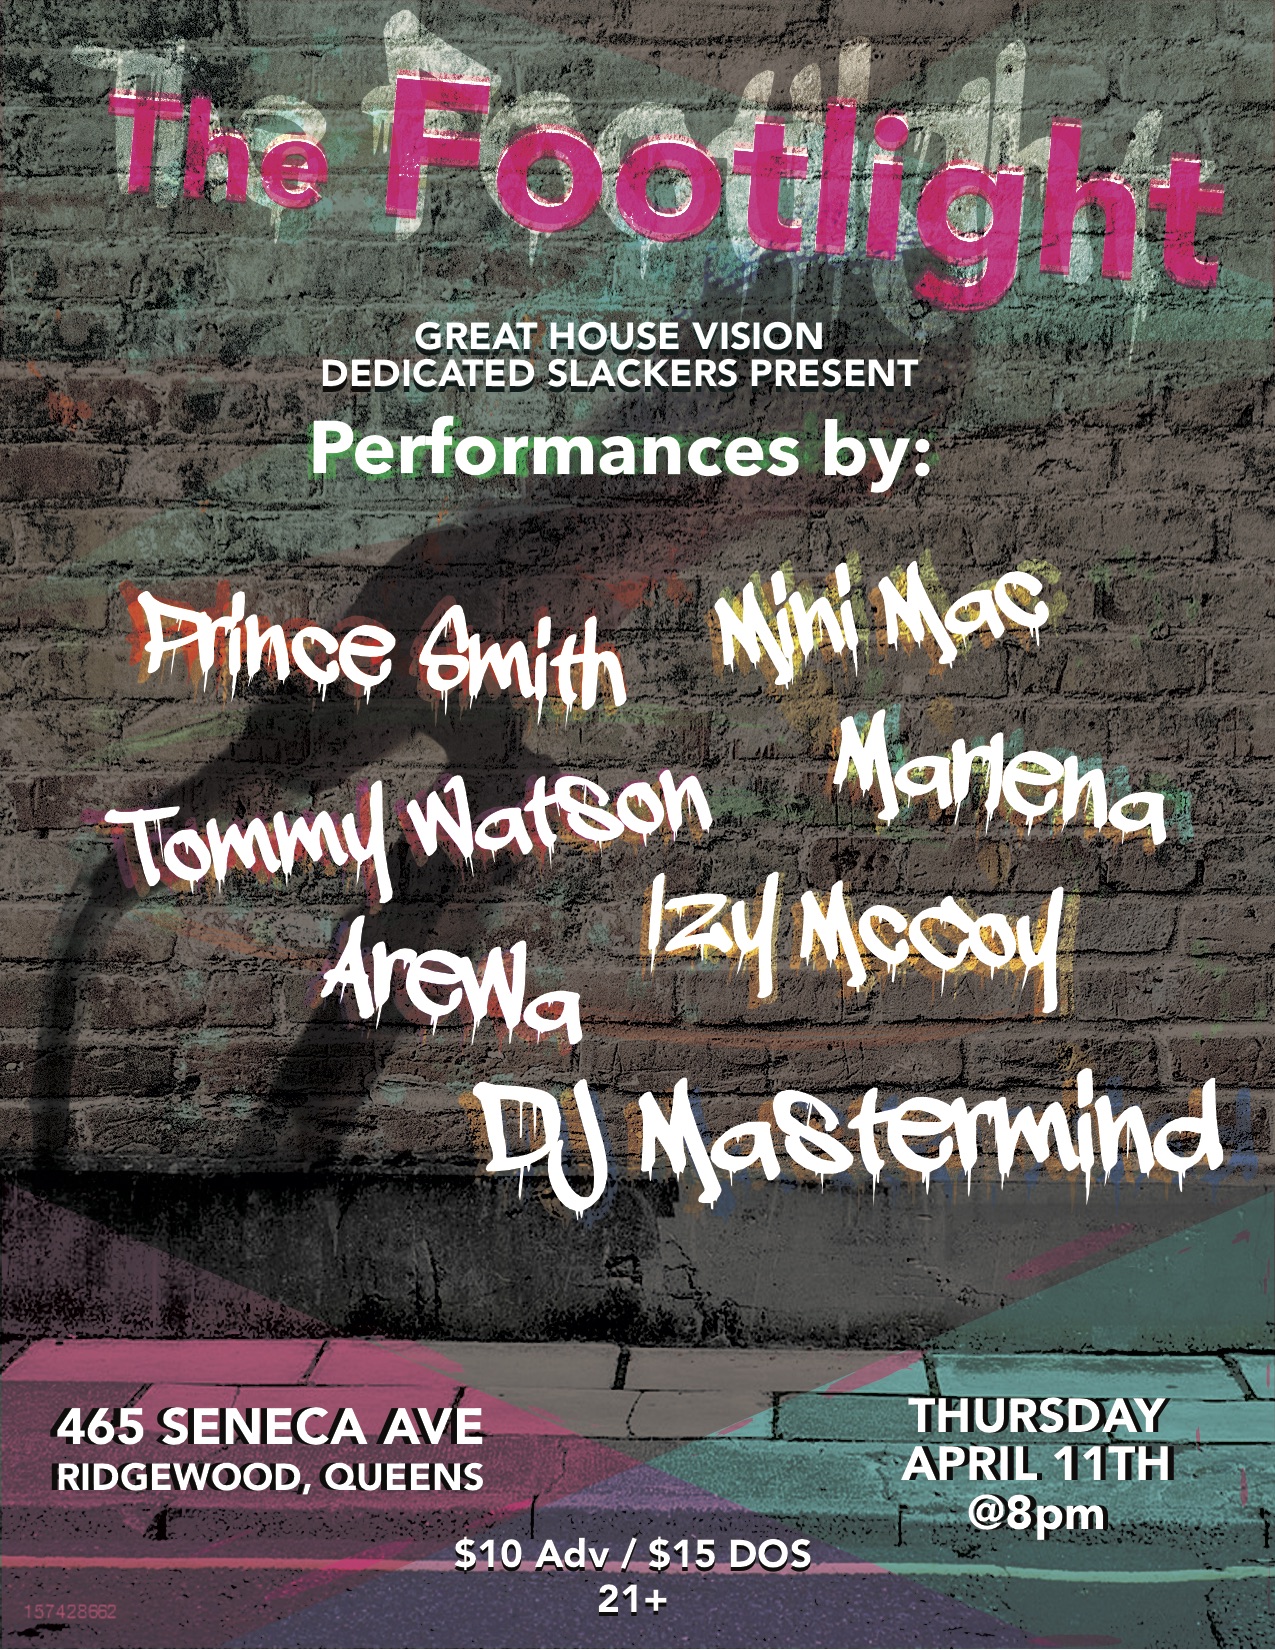 The Footlight
GREAT HOUSE VISION
DEDICATED SLACKERS PRESENT
Performances by:
Prince Smith
Mini Mac
Marlena
Tommy Watson
Izy McCoy
Arewa
DJ Mastermind
465 SENECA AVE
RIDGEWOOD, QUEENS
THURSDAY
APRIL 11TH
@8pm
$10 Adv / $15 DOS
21+
157428662